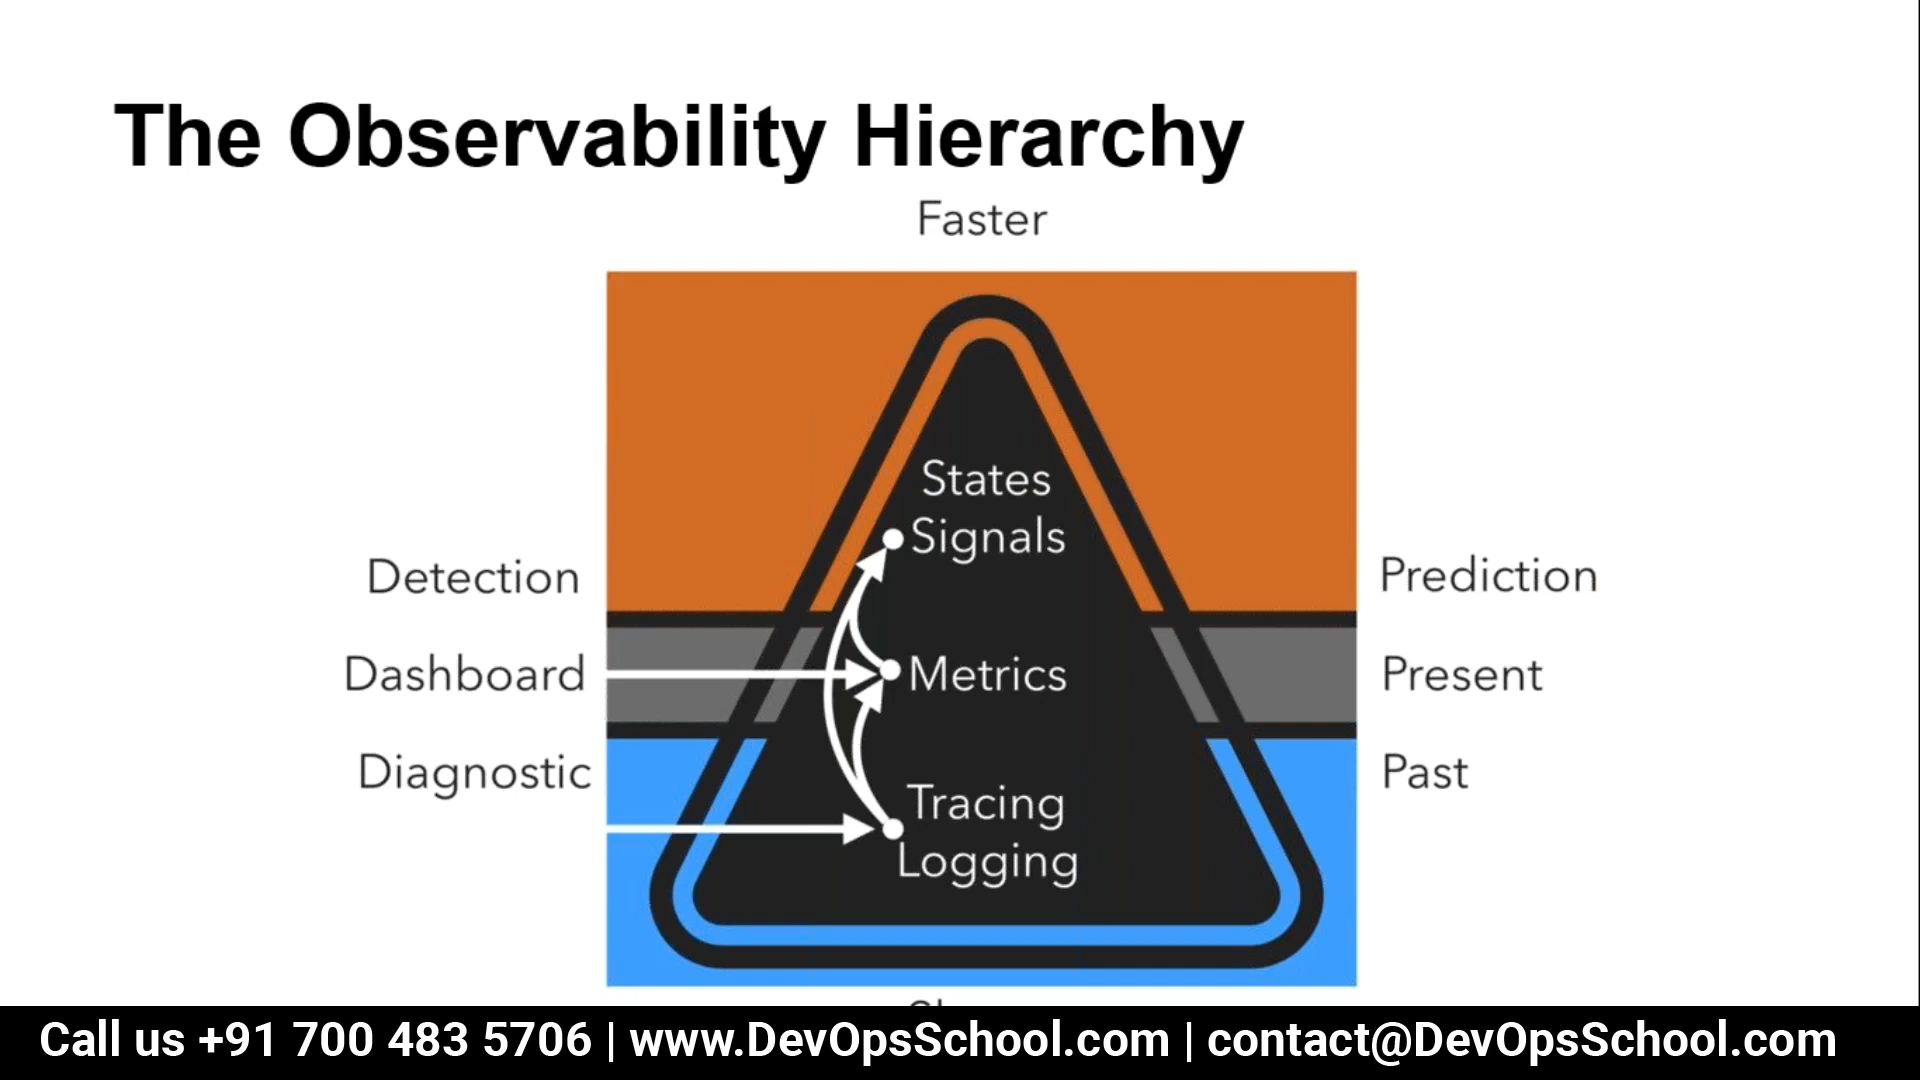 The Observability Hierarchy
Faster
States
Signals
Detection
Prediction
Dashboard
Metrics
Present
Diagnostic
Past
Tracing
Logging
Call us +91 700 483 5706 | www.DevOpsSchool.com | contact@DevOpsSchool.com